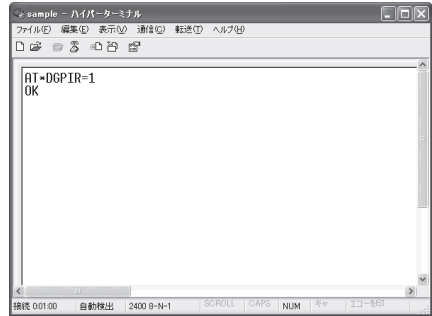 sample - ハイパーターミナル
ファイル(F) 編集(E) 表示(V) 通信(C) 転送(T) ヘルプ(H)
AT*DGPIR=1
OK
接続 0:01:00 自動検出 2400 8-N-1 SCROLL CAPS NUM キャ エコーを印